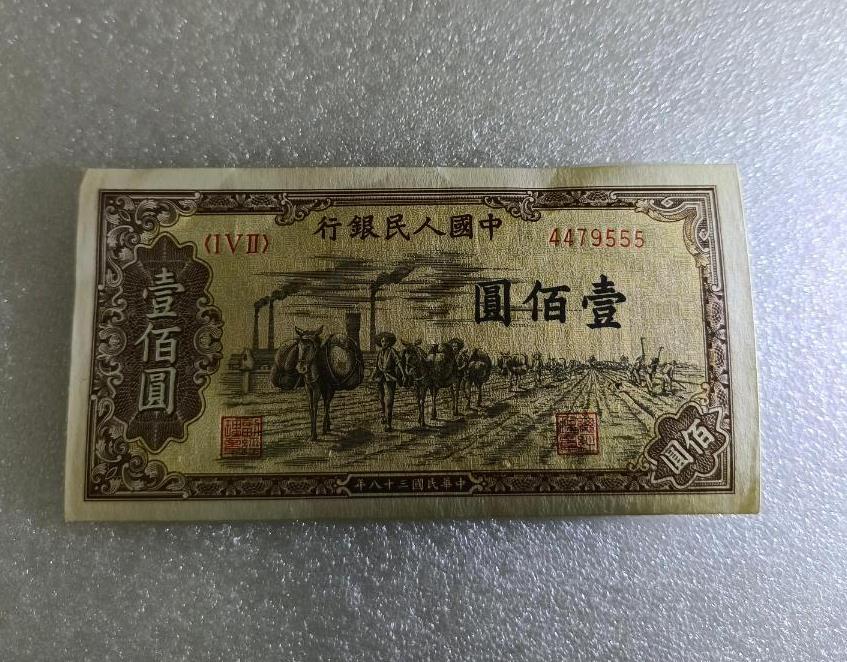 中國人民銀行
〈IVII〉
4479555
壹佰圓
壹佰圓
佰圓
中華民國三十八年